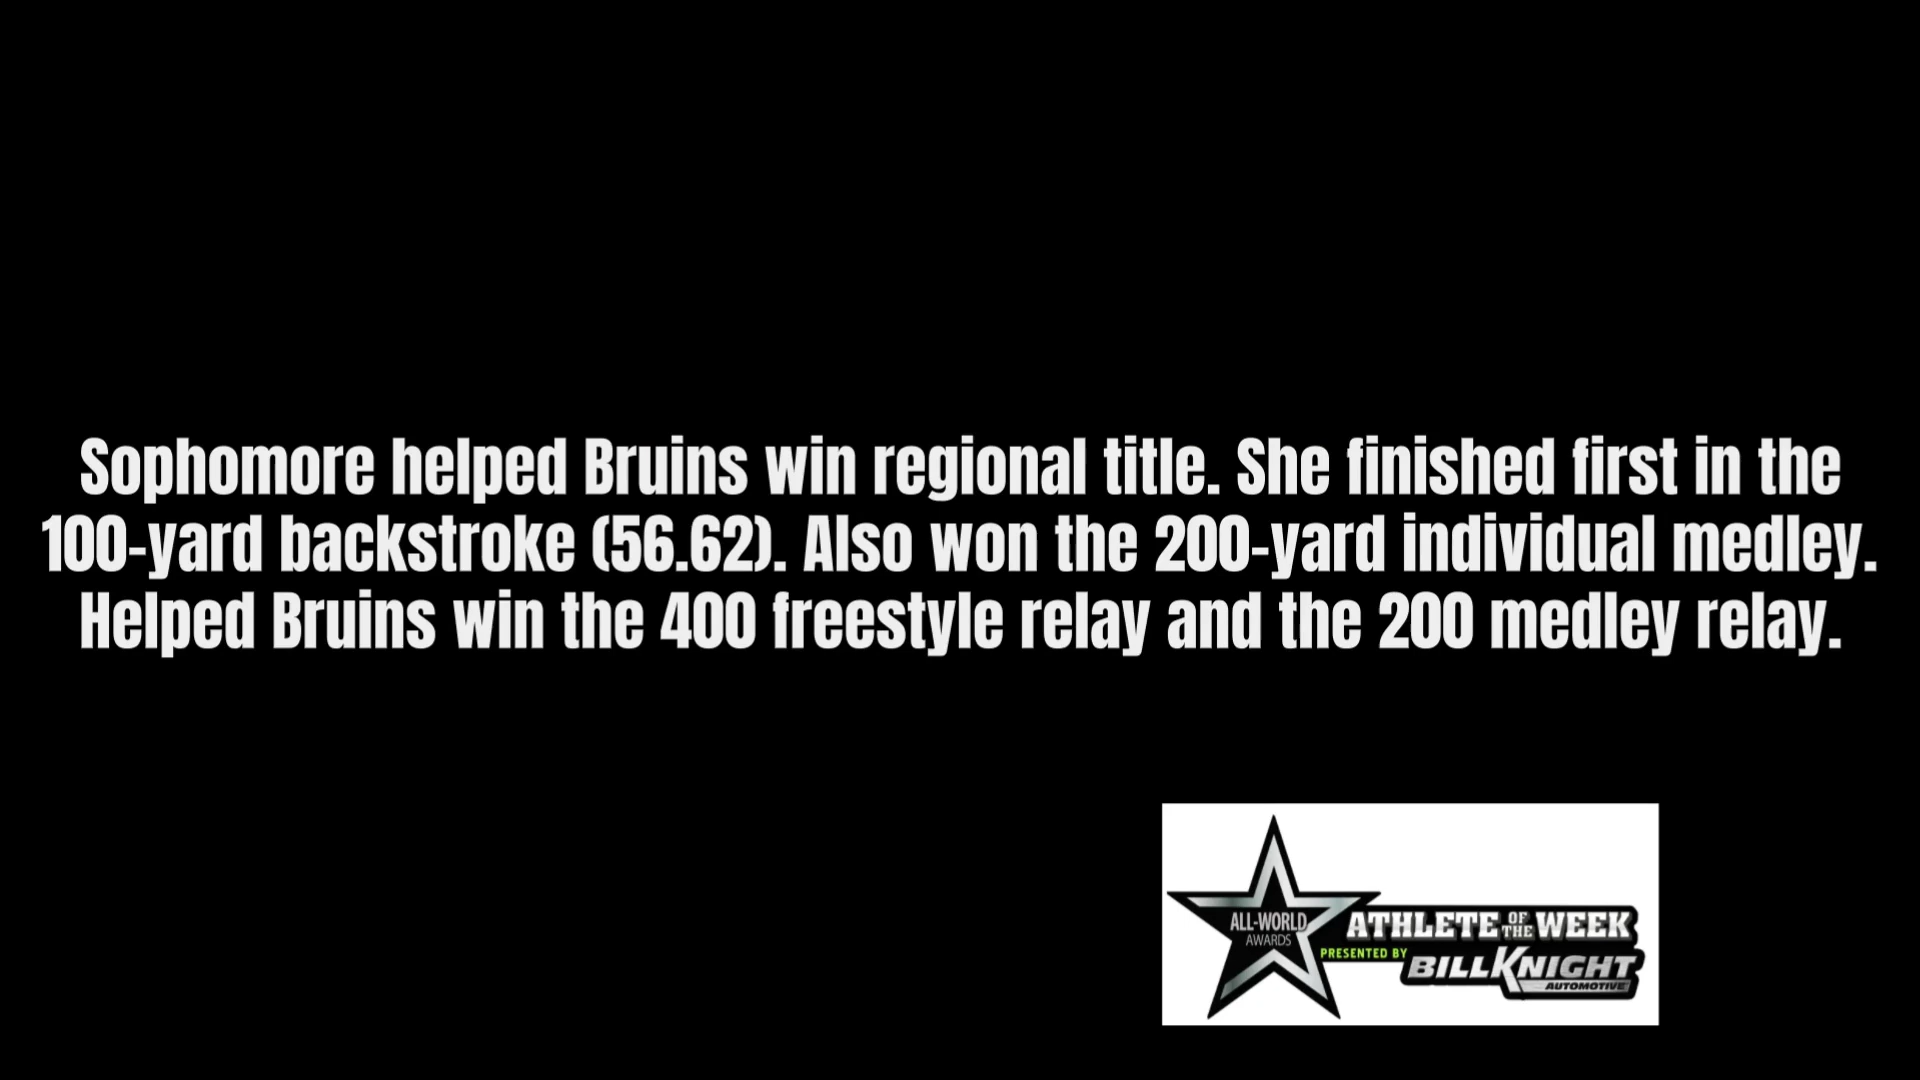 Sophomore helped Bruins win regional title. She finished first in the
100-yard backstroke (56.62). Also won the 200-yard individual medley.
Helped Bruins win the 400 freestyle relay and the 200 medley relay.
ALL-WORLD
AWARDS
ATHLETE OF THE WEEK
PRESENTED BY
BILL KNIGHT
AUTOMOTIVE